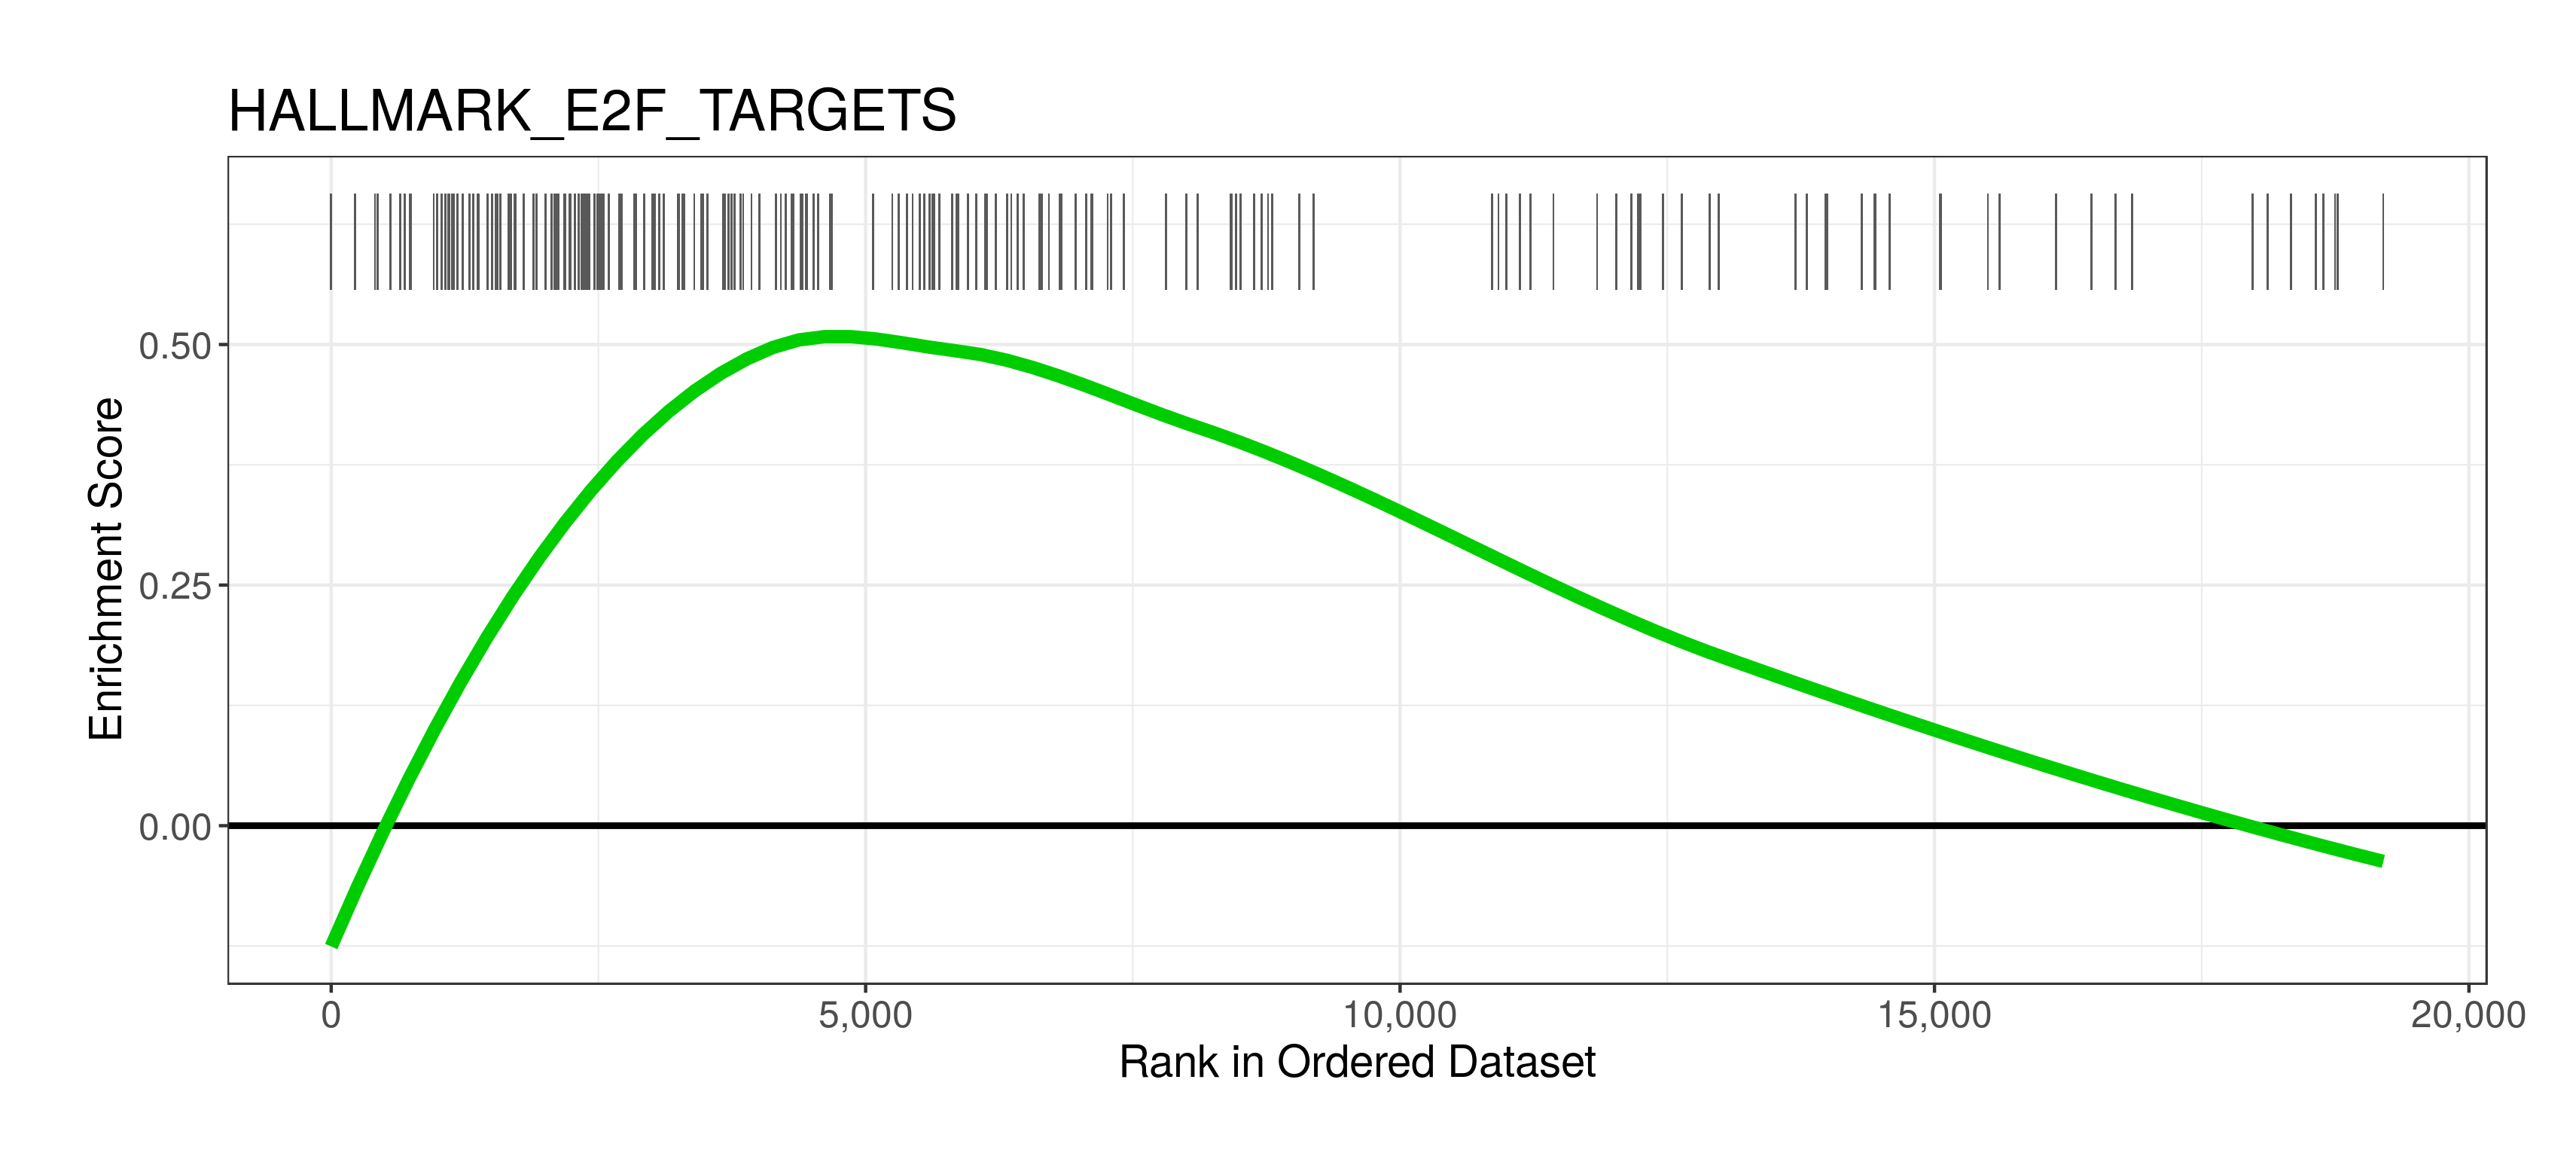 HALLMARK_E2F_TARGETS
Enrichment Score
0.50
0.25
0.00
0 5,000 10,000 15,000 20,000
Rank in Ordered Dataset